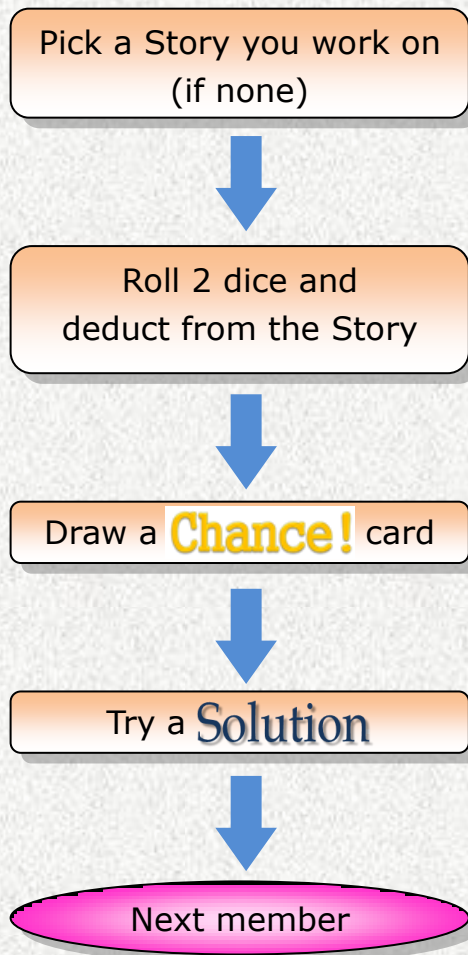 Pick a Story you work on
(if none)
Roll 2 dice and
deduct from the Story
Draw a Chance! card
Try a Solution
Next member